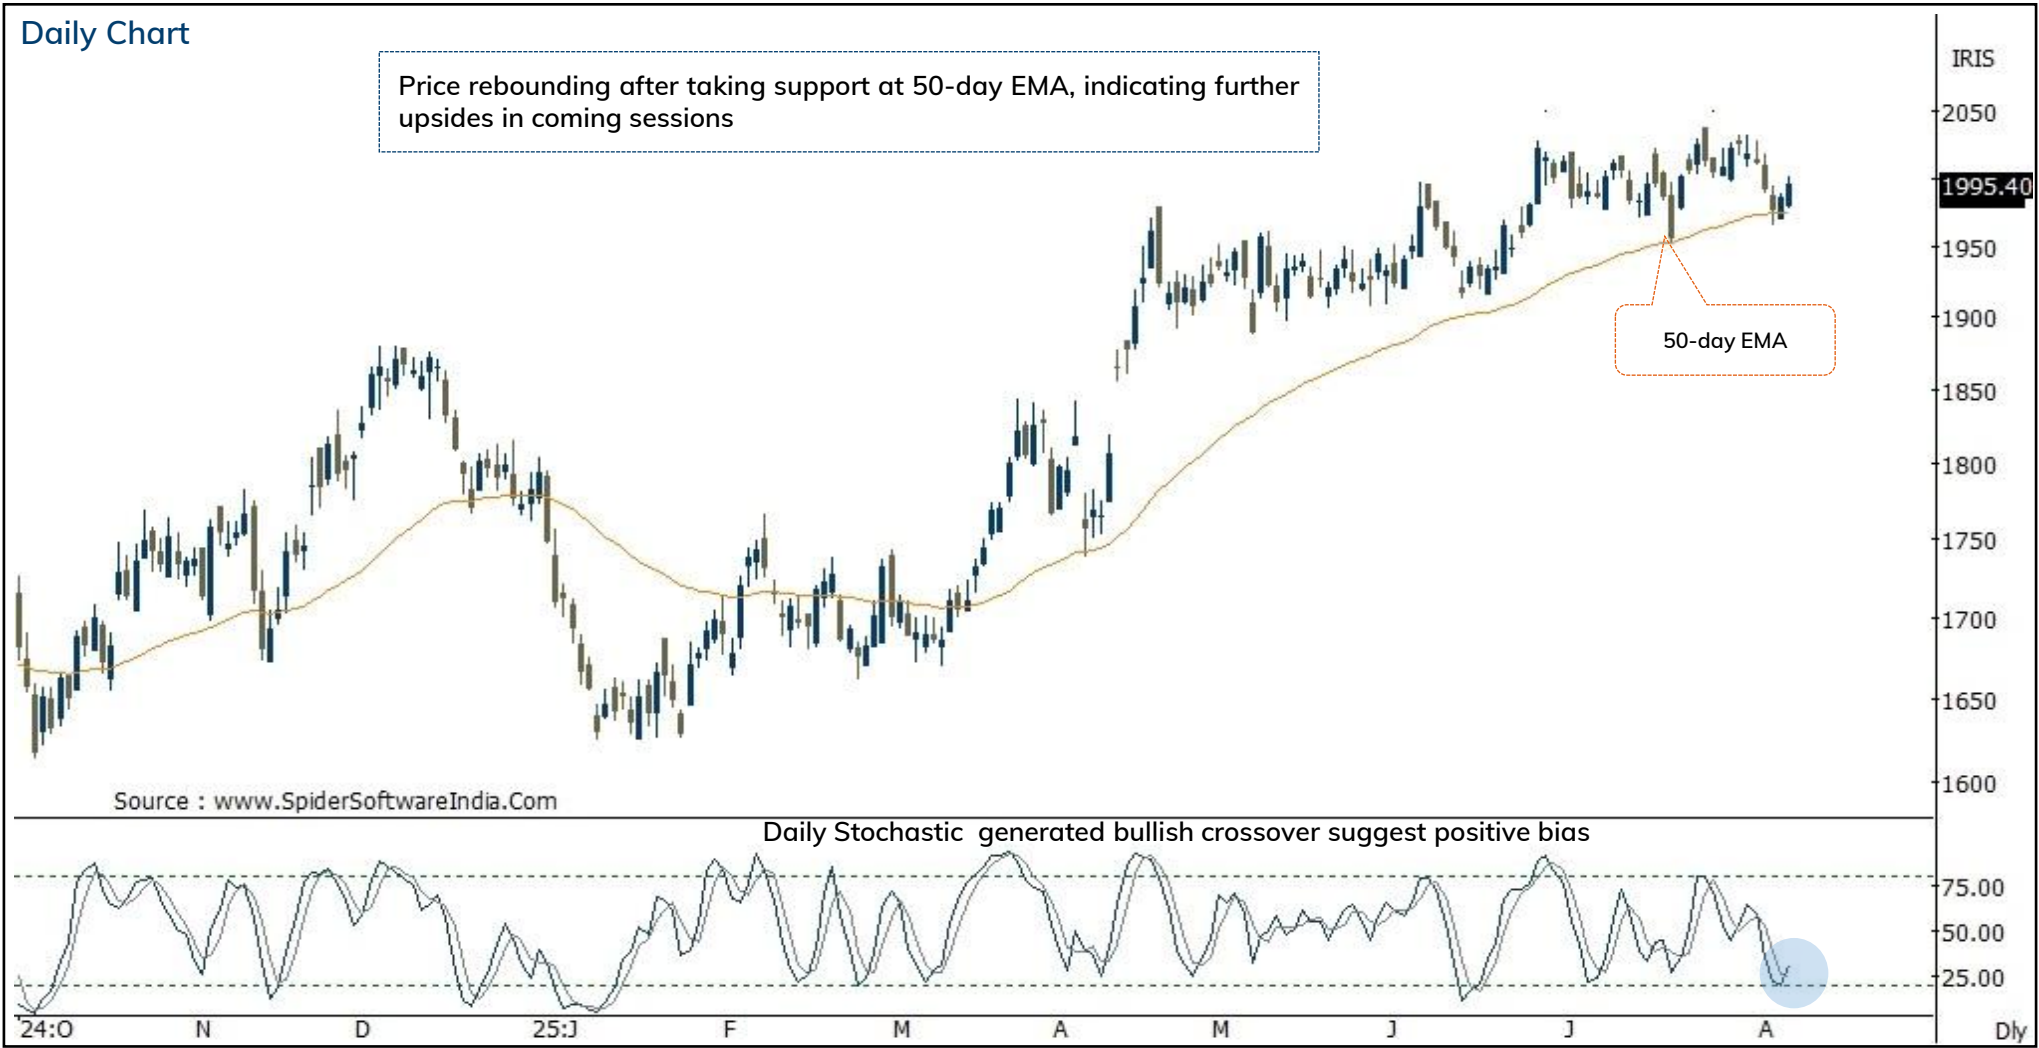 Daily Chart
Price rebounding after taking support at 50-day EMA, indicating further
upsides in coming sessions
IRIS
2050
1995.40
1950
1900
1850
1800
1750
1700
1650
1600
50-day EMA
Source : www.SpiderSoftwareIndia.Com
Daily Stochastic generated bullish crossover suggest positive bias
75.00
50.00
25.00
24:O N D 25:J F M A M J J A Dly